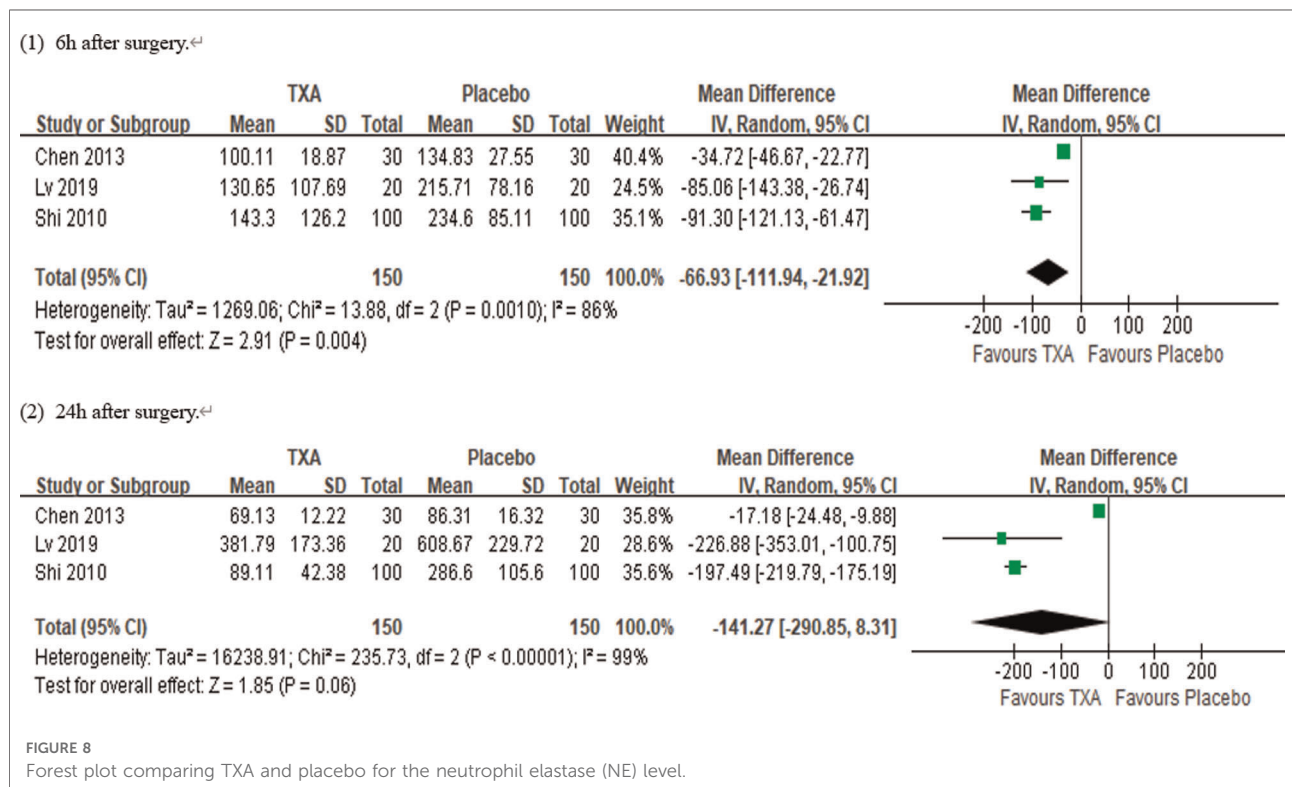 (1) 6h after surgery.↵
TXA Placebo Mean Difference Mean Difference
Study or Subgroup Mean SD Total Mean SD Total Weight IV, Random, 95% CI IV, Random, 95% CI
Chen 2013 100.11 18.87 30 134.83 27.55 30 40.4% -34.72 [-46.67, -22.77]
Lv 2019 130.65 107.69 20 215.71 78.16 20 24.5% -85.06 [-143.38, -26.74]
Shi 2010 143.3 126.2 100 234.6 85.11 100 35.1% -91.30 [-121.13, -61.47]
Total (95% CI) 150 150 100.0% -66.93 [-111.94, -21.92]
Heterogeneity: Tau² = 1269.06; Chi² = 13.88, df = 2 (P = 0.0010); I² = 86%
Test for overall effect: Z = 2.91 (P = 0.004)
-200 -100 0 100 200
Favours TXA Favours Placebo
(2) 24h after surgery.↵
TXA Placebo Mean Difference Mean Difference
Study or Subgroup Mean SD Total Mean SD Total Weight IV, Random, 95% CI IV, Random, 95% CI
Chen 2013 69.13 12.22 30 86.31 16.32 30 35.8% -17.18 [-24.48, -9.88]
Lv 2019 381.79 173.36 20 608.67 229.72 20 28.6% -226.88 [-353.01, -100.75]
Shi 2010 89.11 42.38 100 286.6 105.6 100 35.6% -197.49 [-219.79, -175.19]
Total (95% CI) 150 150 100.0% -141.27 [-290.85, 8.31]
Heterogeneity: Tau² = 16238.91; Chi² = 235.73, df = 2 (P < 0.00001); I² = 99%
Test for overall effect: Z = 1.85 (P = 0.06)
-200 -100 0 100 200
Favours TXA Favours Placebo
FIGURE 8
Forest plot comparing TXA and placebo for the neutrophil elastase (NE) level.